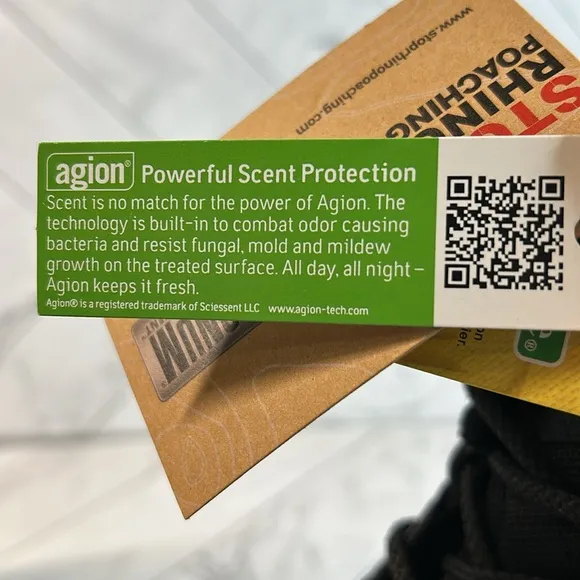 www.stoprhinopoaching.com
STO
RHINO
POACHING
agion® Powerful Scent Protection
Scent is no match for the power of Agion. The
technology is built-in to combat odor causing
bacteria and resist fungal, mold and mildew
growth on the treated surface. All day, all night –
Agion keeps it fresh.
Agion® is a registered trademark of Sciessent LLC www.agion-tech.com